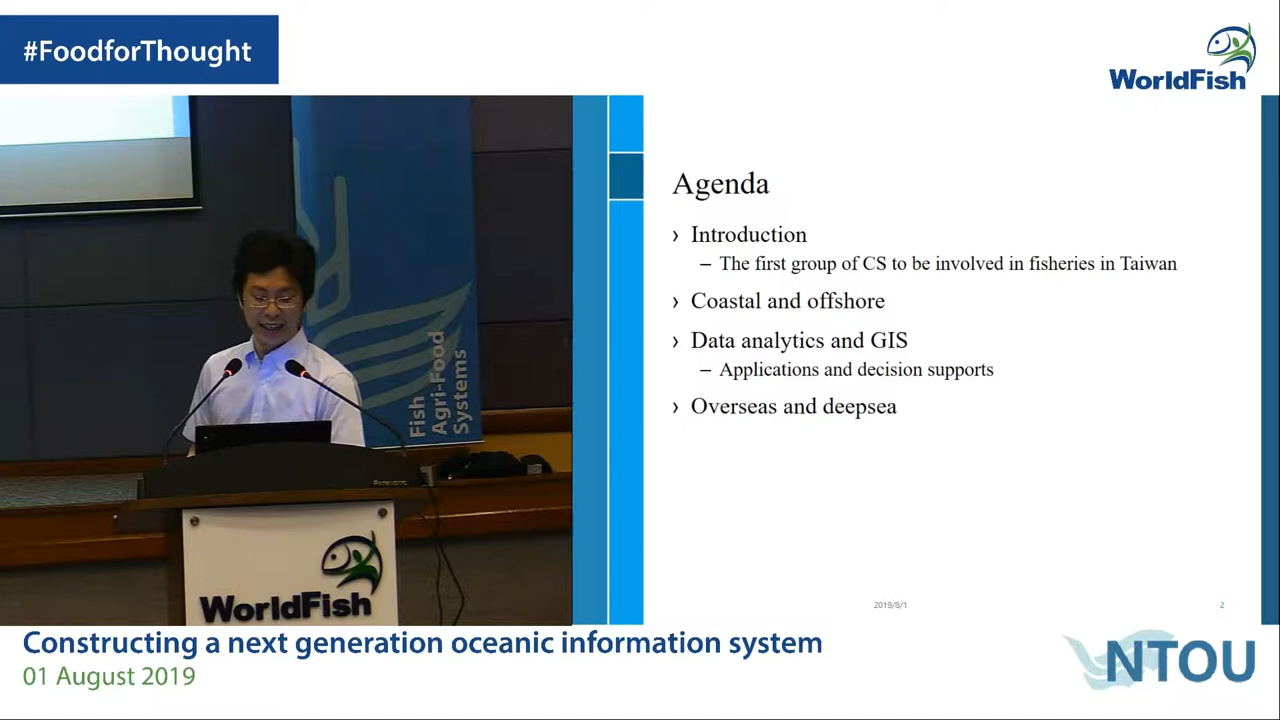 #FoodforThought
WorldFish
Agenda
› Introduction
– The first group of CS to be involved in fisheries in Taiwan
› Coastal and offshore
› Data analytics and GIS
– Applications and decision supports
› Overseas and deepsea
2019/8/1
2
Fish
Agri-Food
Systems
Panasonic
WorldFish
Constructing a next generation oceanic information system
01 August 2019
NTOU